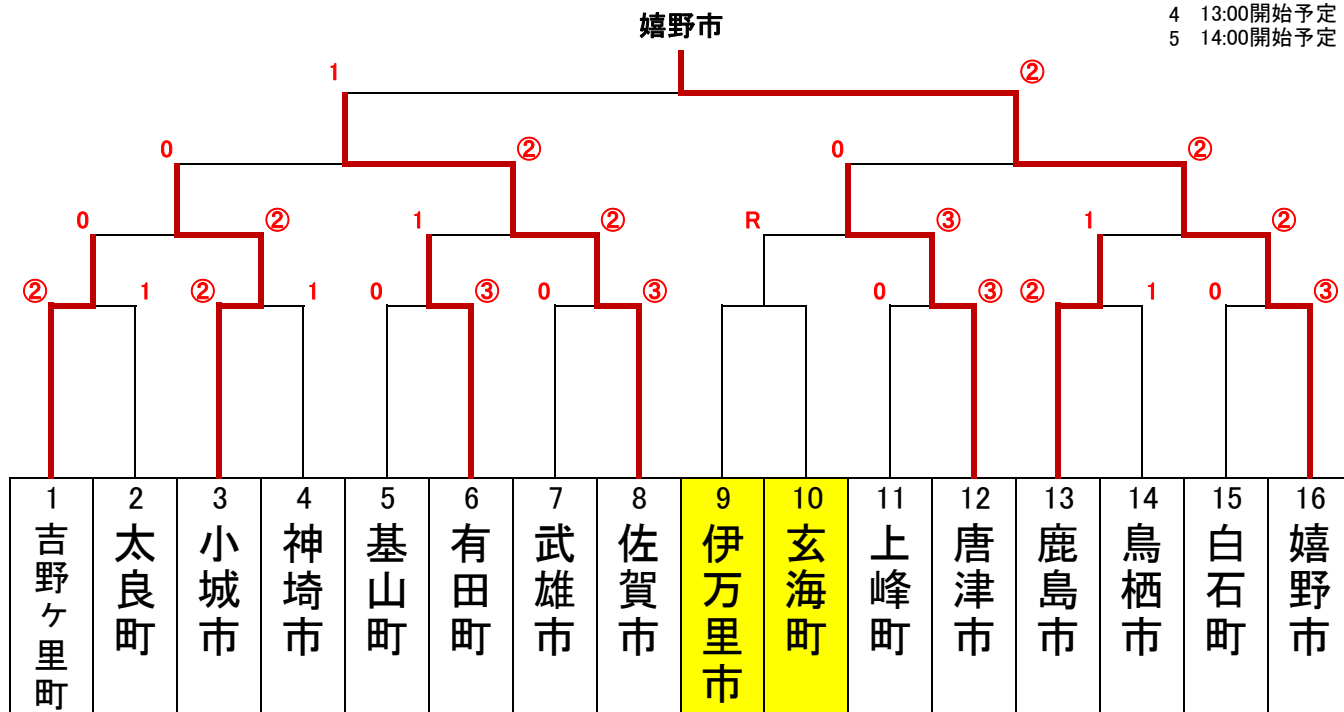 嬉野市
4 13:00開始予定
5 14:00開始予定
1 ②
0 ② 0 ②
0 ② 1 ② R ③ 1 ②
② 1 ② 1 0 ③ 0 ③ 0 ③ ② 1 0 ③
1 2 3 4 5 6 7 8 9 10 11 12 13 14 15 16
吉野ヶ里町
太良町
小城市
神埼市
基山町
有田町
武雄市
佐賀市
伊万里市
玄海町
上峰町
唐津市
鹿島市
鳥栖市
白石町
嬉野市